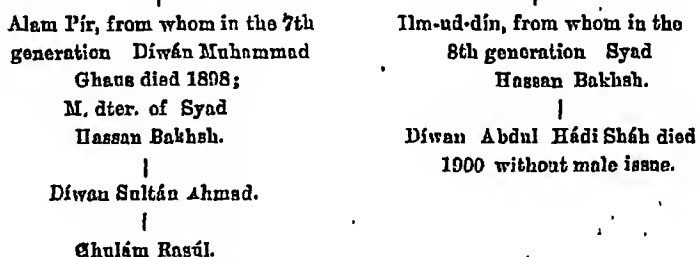 Alam Pír, from whom in the 7th
generation Díwán Muhammad
Ghaus died 1898;
M. dter. of Syad
Hassan Bakhsh.
Díwan Sultán Ahmad.
Ghulám Rasúl.
Ilm-ud-dín, from whom in the
8th generation Syad
Hassan Bakhsh.
Díwan Abdul Hádi Sháh died
1900 without male issue.